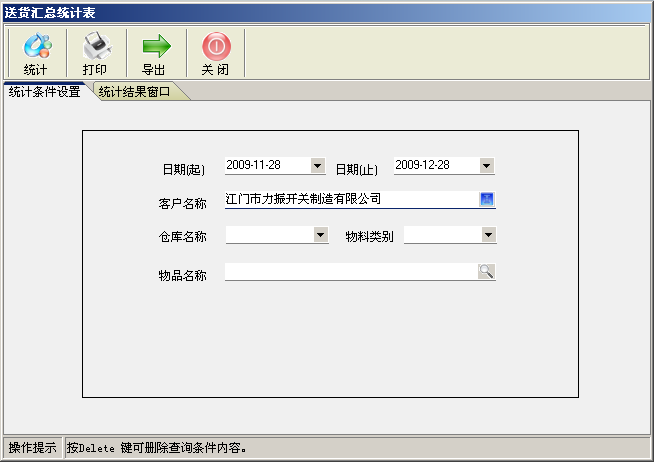 送货汇总统计表
统计 打印 导出 关 闭
统计条件设置 统计结果窗口
日期(起) 2009-11-28 日期(止) 2009-12-28
客户名称 江门市力振开关制造有限公司
仓库名称 物料类别
物品名称
操作提示 按Delete 键可删除查询条件内容。